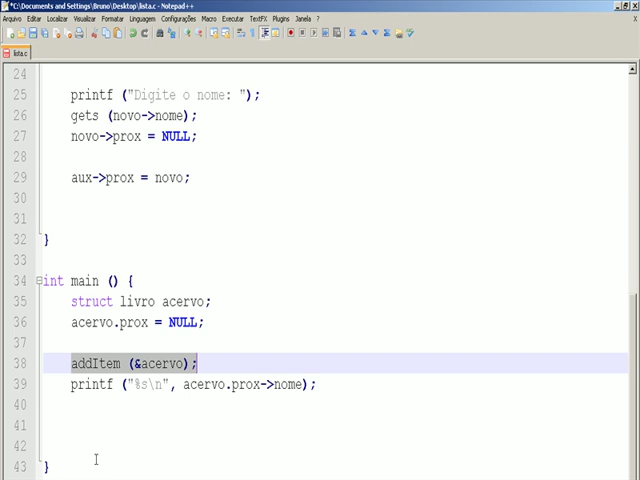 *C:\Documents and Settings\Bruno\Desktop\lista.c - Notepad++
Arquivo Editar Localizar Visualizar Formatar Linguagem Configurações Macro Executar TextFX Plugins Janela ?
lista.c
24
25 printf ("Digite o nome: ");
26 gets (novo->nome);
27 novo->prox = NULL;
28
29 aux->prox = novo;
30
31
32 }
33
34 int main () {
35 struct livro acervo;
36 acervo.prox = NULL;
37
38 addItem (&acervo);
39 printf ("%s\n", acervo.prox->nome);
40
41
42
43 }